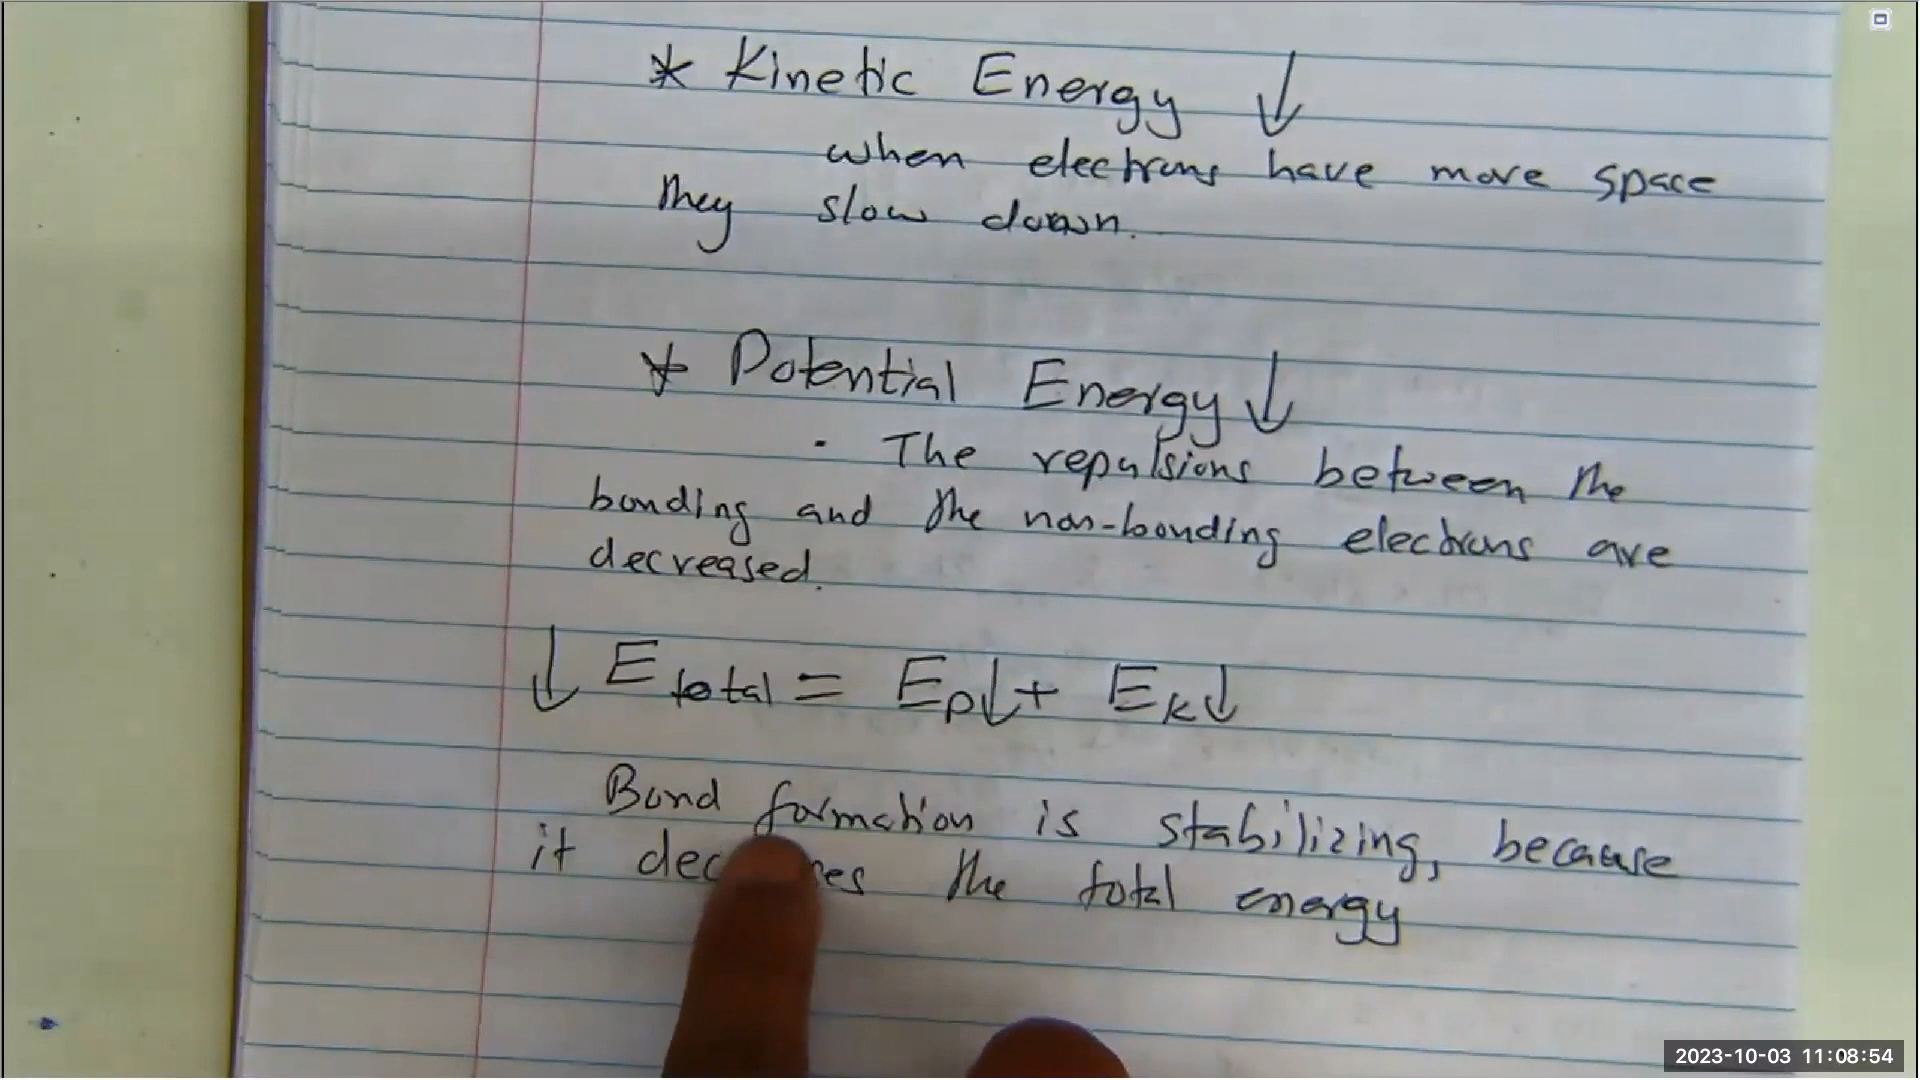 * Kinetic Energy ↓
when electrons have more space
they slow down.
* Potential Energy ↓
· The repulsions between the
bonding and the non-bonding electrons are
decreased.
↓ E total = Ep↓ + Ek↓
Bond formation is stabilizing, because
it the total energy
2023-10-03 11:08:54